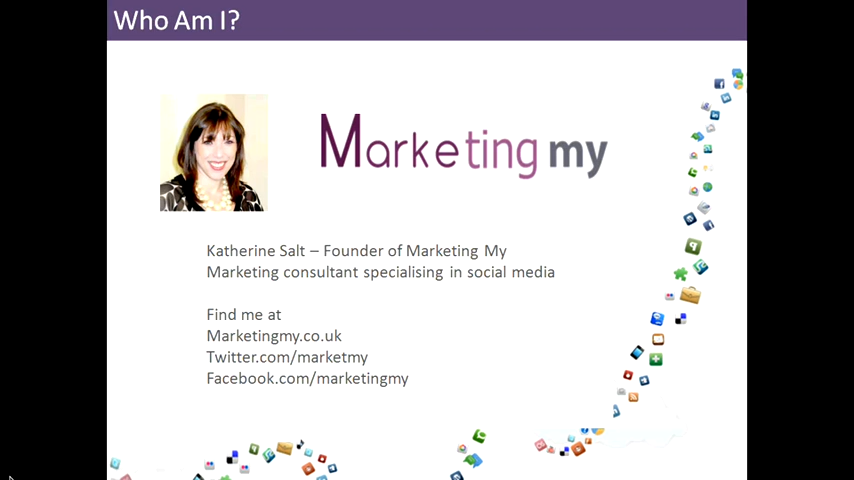 Who Am I?
Marketing my
Katherine Salt – Founder of Marketing My
Marketing consultant specialising in social media
Find me at
Marketingmy.co.uk
Twitter.com/marketmy
Facebook.com/marketingmy